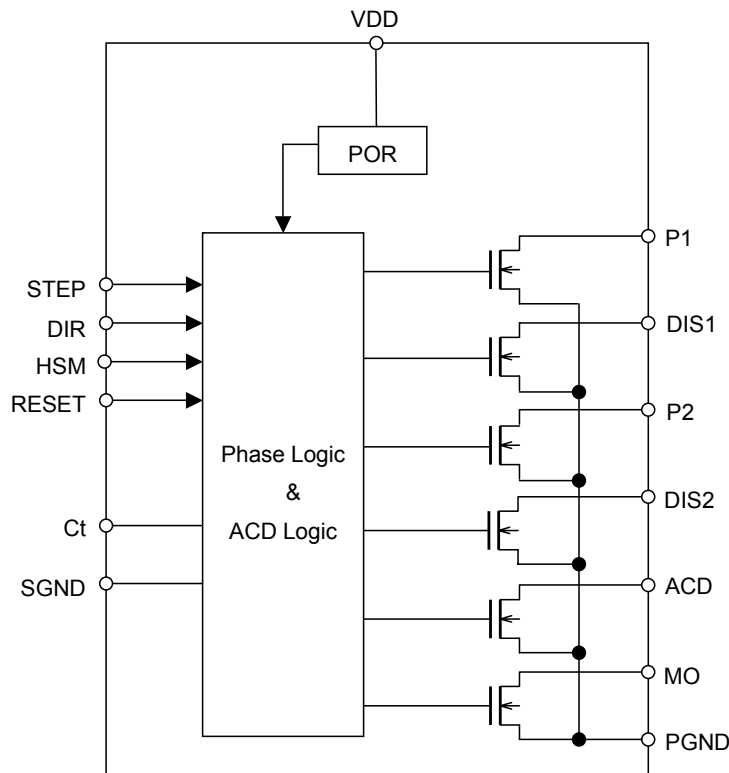 VDD
POR
STEP
DIR
HSM
RESET
Ct
SGND
Phase Logic
&
ACD Logic
P1
DIS1
P2
DIS2
ACD
MO
PGND